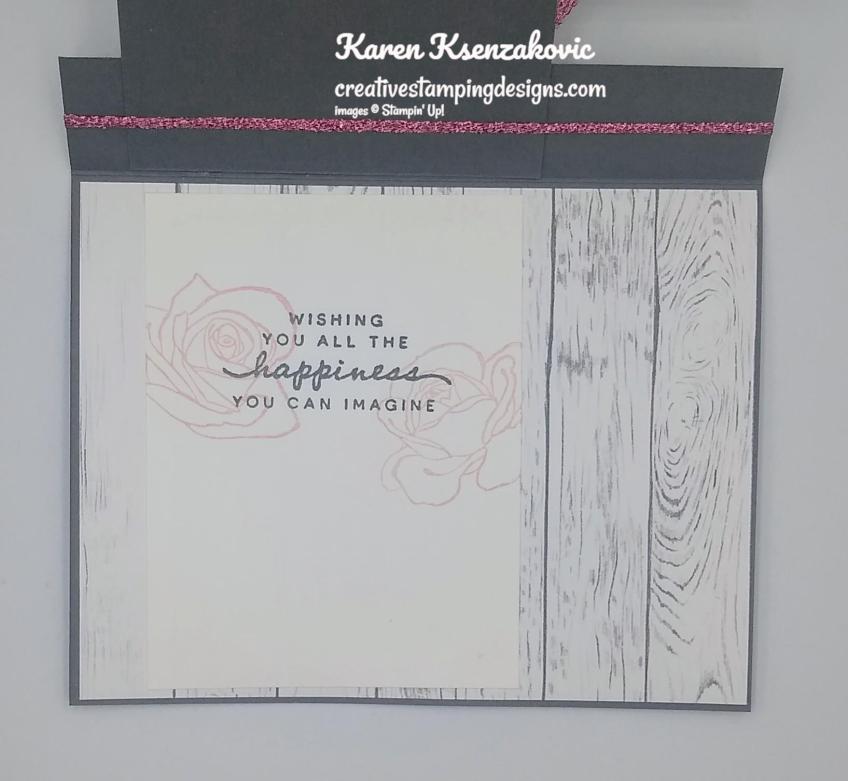 Karen Ksenzakovic
creativestampingdesigns.com
images © Stampin' Up!
WISHING
YOU ALL THE
happiness
YOU CAN IMAGINE